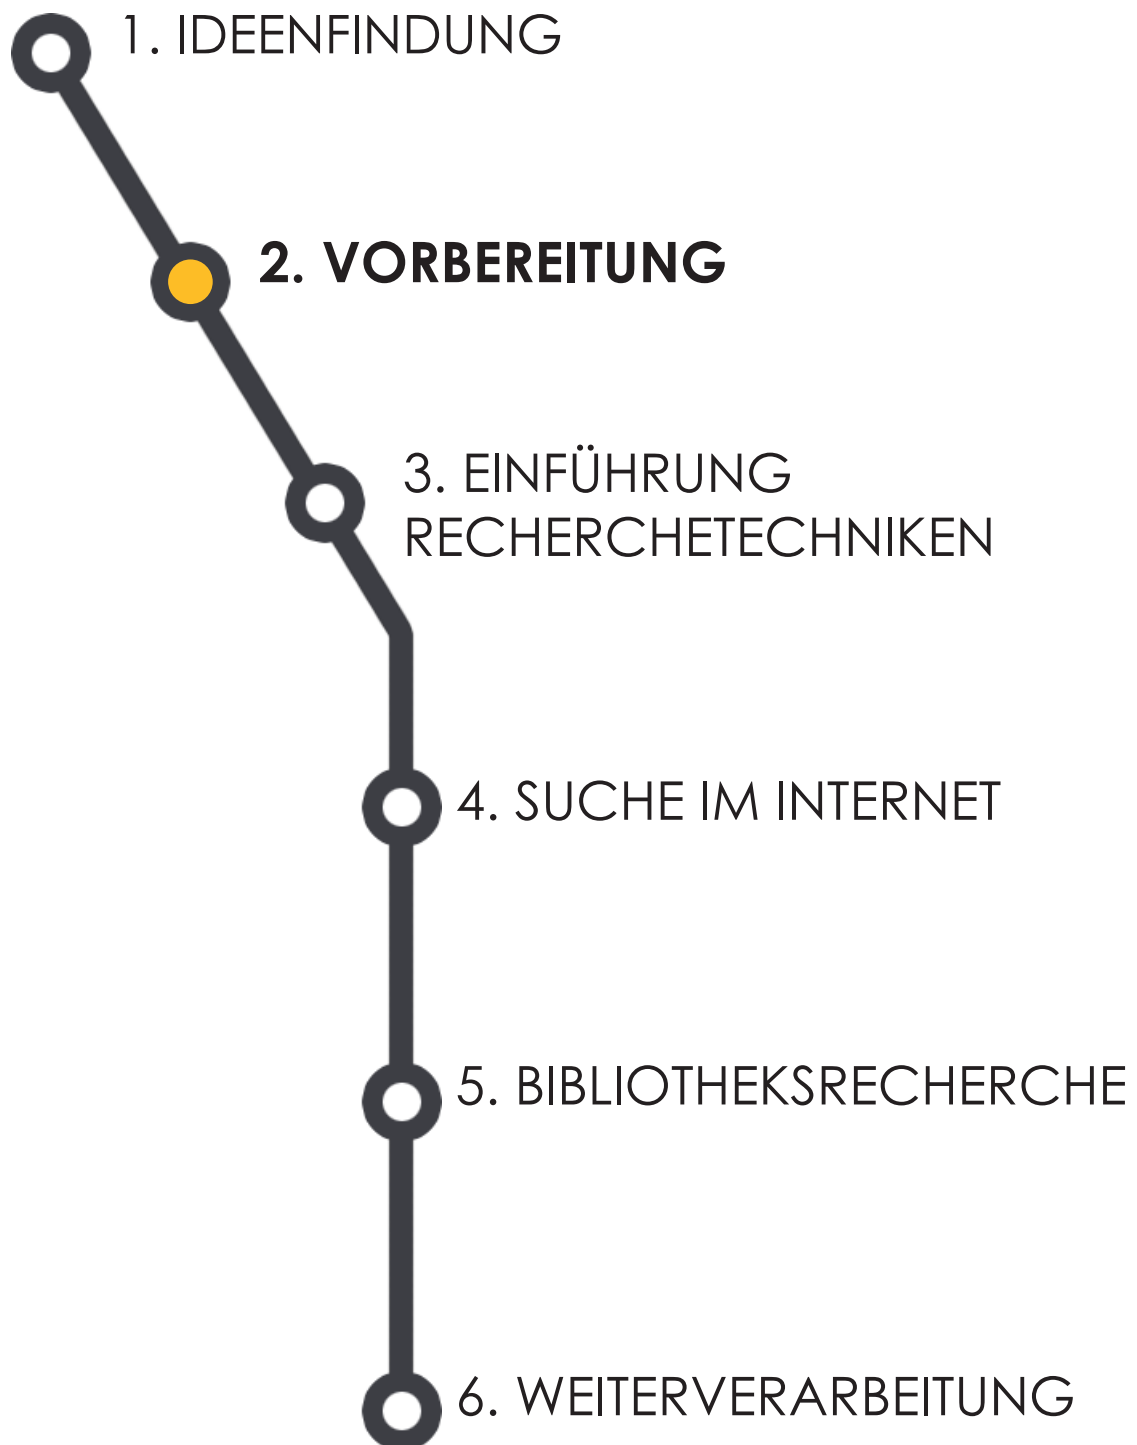 1. IDEENFINDUNG
2. VORBEREITUNG
3. EINFÜHRUNG
RECHERCHETECHNIKEN
4. SUCHE IM INTERNET
5. BIBLIOTHEKSRECHERCHE
6. WEITERVERARBEITUNG